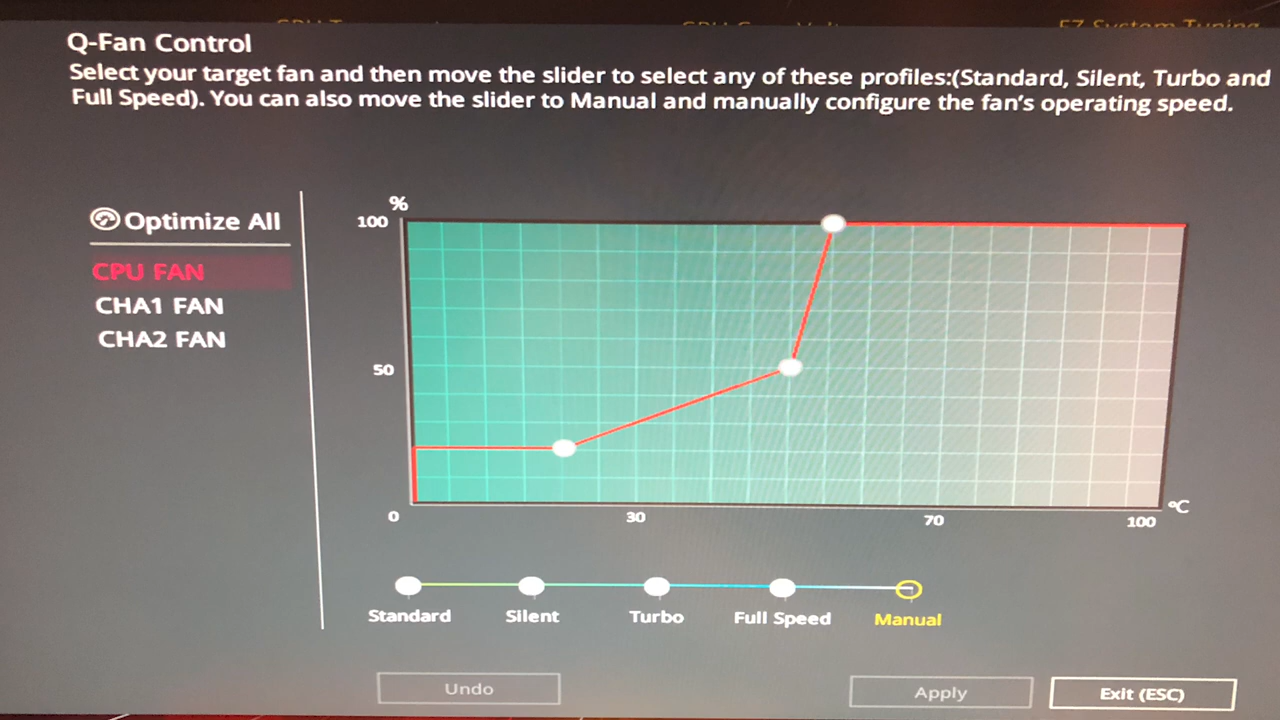 Q-Fan Control
Select your target fan and then move the slider to select any of these profiles:(Standard, Silent, Turbo and
Full Speed). You can also move the slider to Manual and manually configure the fan's operating speed.
Optimize All
CPU FAN
CHA1 FAN
CHA2 FAN
%
100
50
0
30
70
100
°C
Standard
Silent
Turbo
Full Speed
Manual
Undo
Apply
Exit (ESC)